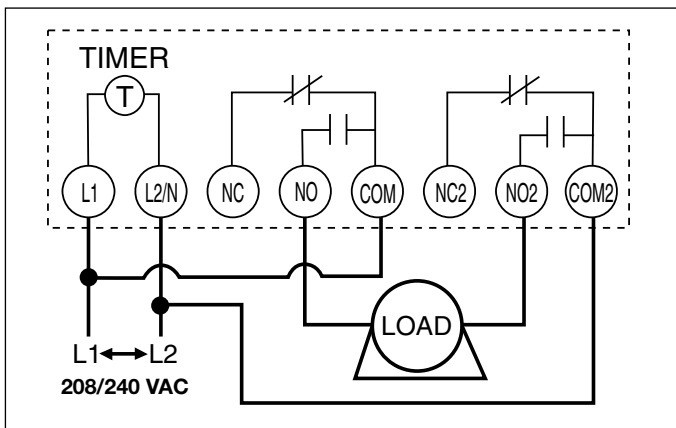 TIMER
T
L1 L2/N NC NO COM NC2 NO2 COM2
LOAD
L1 L2
208/240 VAC